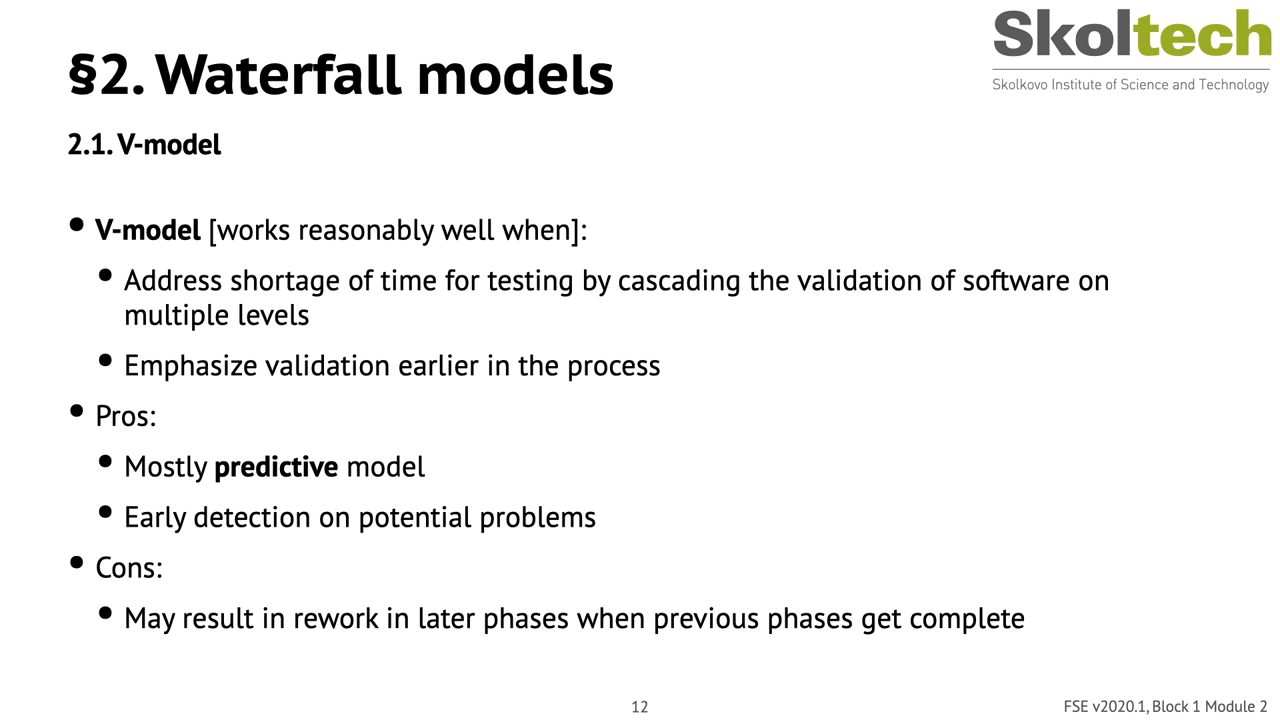 Skoltech
Skolkovo Institute of Science and Technology
§2. Waterfall models
2.1. V-model
• V-model [works reasonably well when]:
• Address shortage of time for testing by cascading the validation of software on
multiple levels
• Emphasize validation earlier in the process
• Pros:
• Mostly predictive model
• Early detection on potential problems
• Cons:
• May result in rework in later phases when previous phases get complete
12
FSE v2020.1, Block 1 Module 2